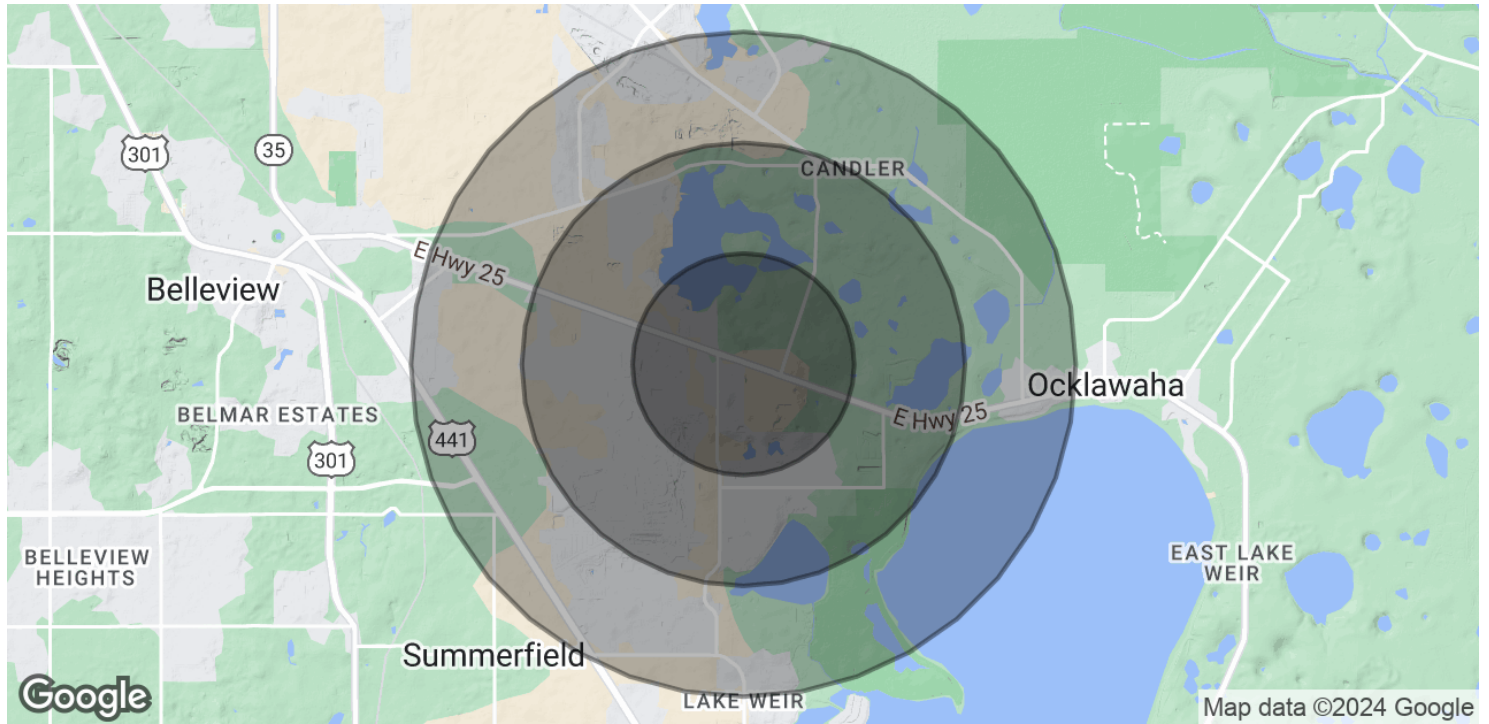 CANDLER
301
35
E Hwy 25
Belleview
Ocklawaha
BELMAR ESTATES
E Hwy 25
441
301
BELLEVIEW
HEIGHTS
EAST LAKE
WEIR
Summerfield
LAKE WEIR
Google
Map data ©2024 Google